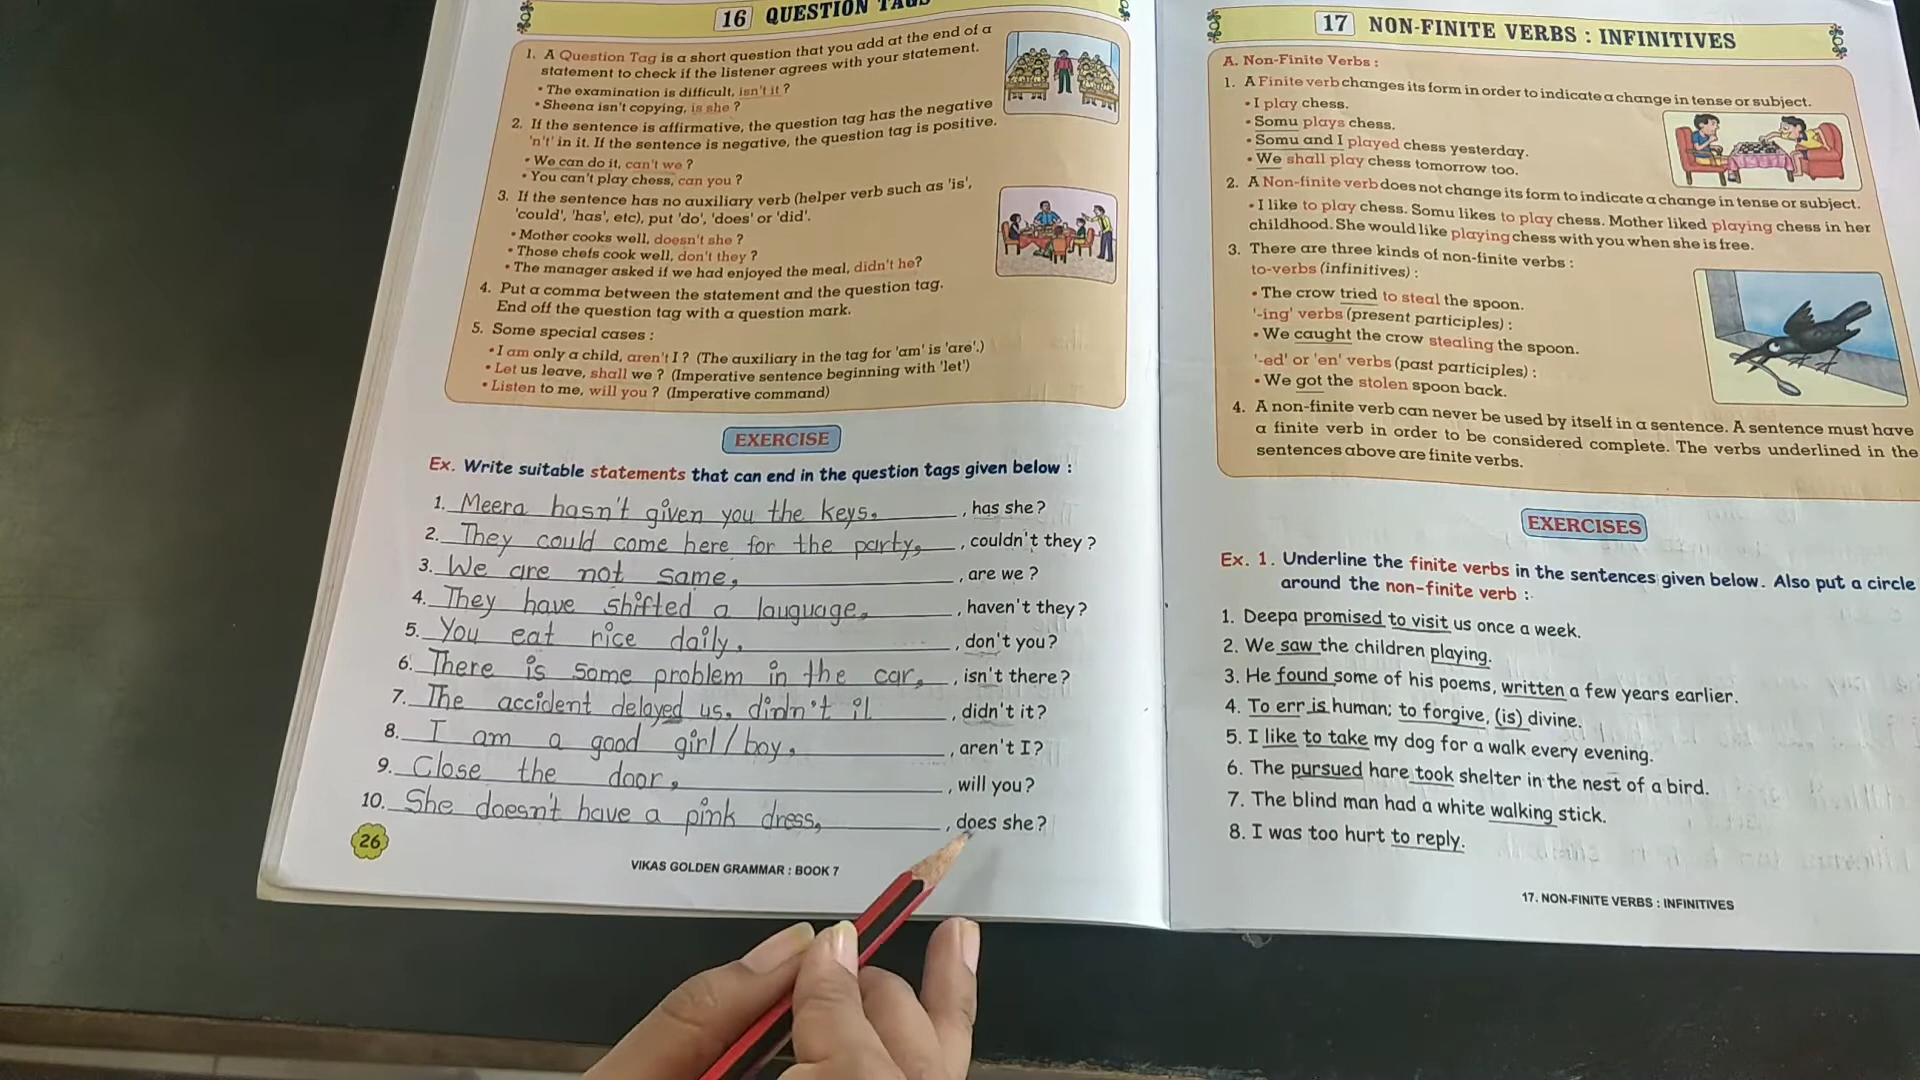 16 QUESTION TAGS
1. A Question Tag is a short question that you add at the end of a
statement to check if the listener agrees with your statement.
• The examination is difficult, isn't it ?
• Sheena isn't copying, is she ?
2. If the sentence is affirmative, the question tag has the negative
'n't' in it. If the sentence is negative, the question tag is positive.
• We can do it, can't we ?
• You can't play chess, can you ?
3. If the sentence has no auxiliary verb (helper verb such as 'is',
'could', 'has', etc), put 'do', 'does' or 'did'.
• Mother cooks well, doesn't she ?
• Those chefs cook well, don't they ?
• The manager asked if we had enjoyed the meal, didn't he?
4. Put a comma between the statement and the question tag.
End off the question tag with a question mark.
5. Some special cases :
• I am only a child, aren't I ? (The auxiliary in the tag for 'am' is 'are'.)
• Let us leave, shall we ? (Imperative sentence beginning with 'let')
• Listen to me, will you ? (Imperative command)
EXERCISE
Ex. Write suitable statements that can end in the question tags given below :
1. Meera hasn't given you the keys, , has she?
2. They could come here for the party, , couldn't they ?
3. We are not same, , are we ?
4. They have shifted a lauguage, , haven't they?
5. You eat rice daily, , don't you?
6. There is some problem in the car, , isn't there?
7. The accident delayed us, didn't it , didn't it?
8. I am a good girl/boy, , aren't I?
9. Close the door, , will you?
10. She doesn't have a pink dress, , does she?
26
VIKAS GOLDEN GRAMMAR : BOOK 7
17 NON-FINITE VERBS : INFINITIVES
A. Non-Finite Verbs :
1. A Finite verb changes its form in order to indicate a change in tense or subject.
• I play chess.
• Somu plays chess.
• Somu and I played chess yesterday.
• We shall play chess tomorrow too.
2. A Non-finite verb does not change its form to indicate a change in tense or subject.
• I like to play chess. Somu likes to play chess. Mother liked playing chess in her
childhood. She would like playing chess with you when she is free.
3. There are three kinds of non-finite verbs :
to-verbs (infinitives) :
• The crow tried to steal the spoon.
'-ing' verbs (present participles) :
• We caught the crow stealing the spoon.
'-ed' or 'en' verbs (past participles) :
• We got the stolen spoon back.
4. A non-finite verb can never be used by itself in a sentence. A sentence must have
a finite verb in order to be considered complete. The verbs underlined in the
sentences above are finite verbs.
EXERCISES
Ex. 1. Underline the finite verbs in the sentences given below. Also put a circle
around the non-finite verb :
1. Deepa promised to visit us once a week.
2. We saw the children playing.
3. He found some of his poems, written a few years earlier.
4. To err is human; to forgive, (is) divine.
5. I like to take my dog for a walk every evening.
6. The pursued hare took shelter in the nest of a bird.
7. The blind man had a white walking stick.
8. I was too hurt to reply.
17. NON-FINITE VERBS : INFINITIVES